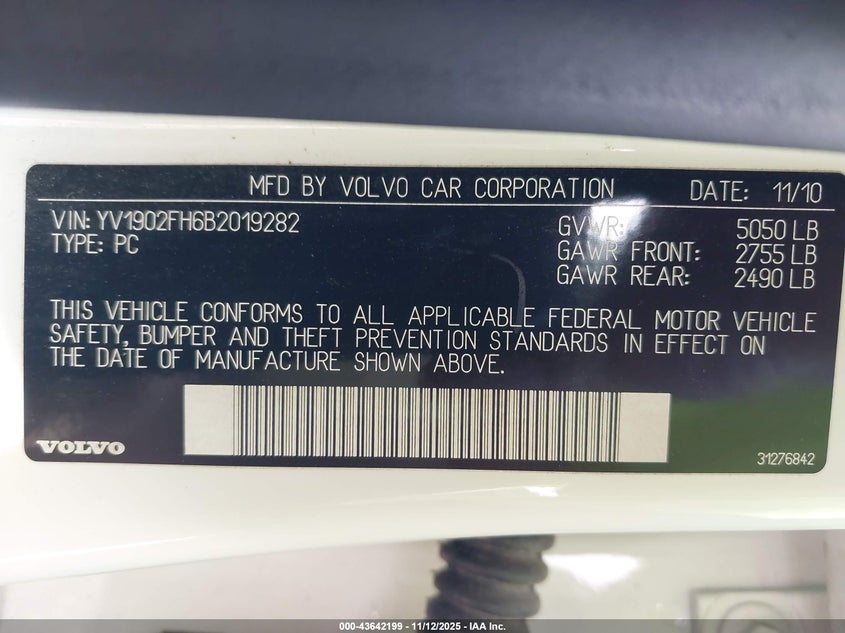 MFD BY VOLVO CAR CORPORATION DATE: 11/10
VIN: YV1902FH6B2019282 GVWR: 5050 LB
TYPE: PC GAWR FRONT: 2755 LB
GAWR REAR: 2490 LB
THIS VEHICLE CONFORMS TO ALL APPLICABLE FEDERAL MOTOR VEHICLE
SAFETY, BUMPER AND THEFT PREVENTION STANDARDS IN EFFECT ON
THE DATE OF MANUFACTURE SHOWN ABOVE.
VOLVO 31276842
000-43642199 - 11/12/2025 - IAA Inc.